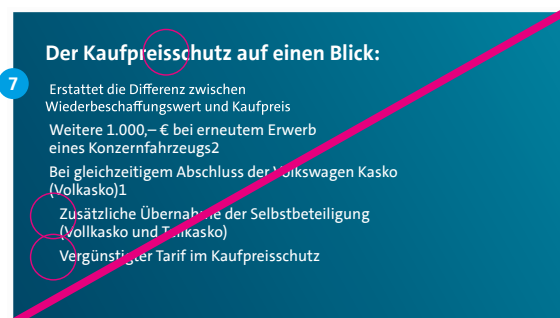 Der Kaufpreisschutz auf einen Blick:
7
Erstattet die Differenz zwischen
Wiederbeschaffungswert und Kaufpreis
Weitere 1.000,– € bei erneutem Erwerb
eines Konzernfahrzeugs2
Bei gleichzeitigem Abschluss der Volkswagen Kasko
(Volkasko)1
Zusätzliche Übernahme der Selbstbeteiligung
(Vollkasko und Teilkasko)
Vergünstigter Tarif im Kaufpreisschutz